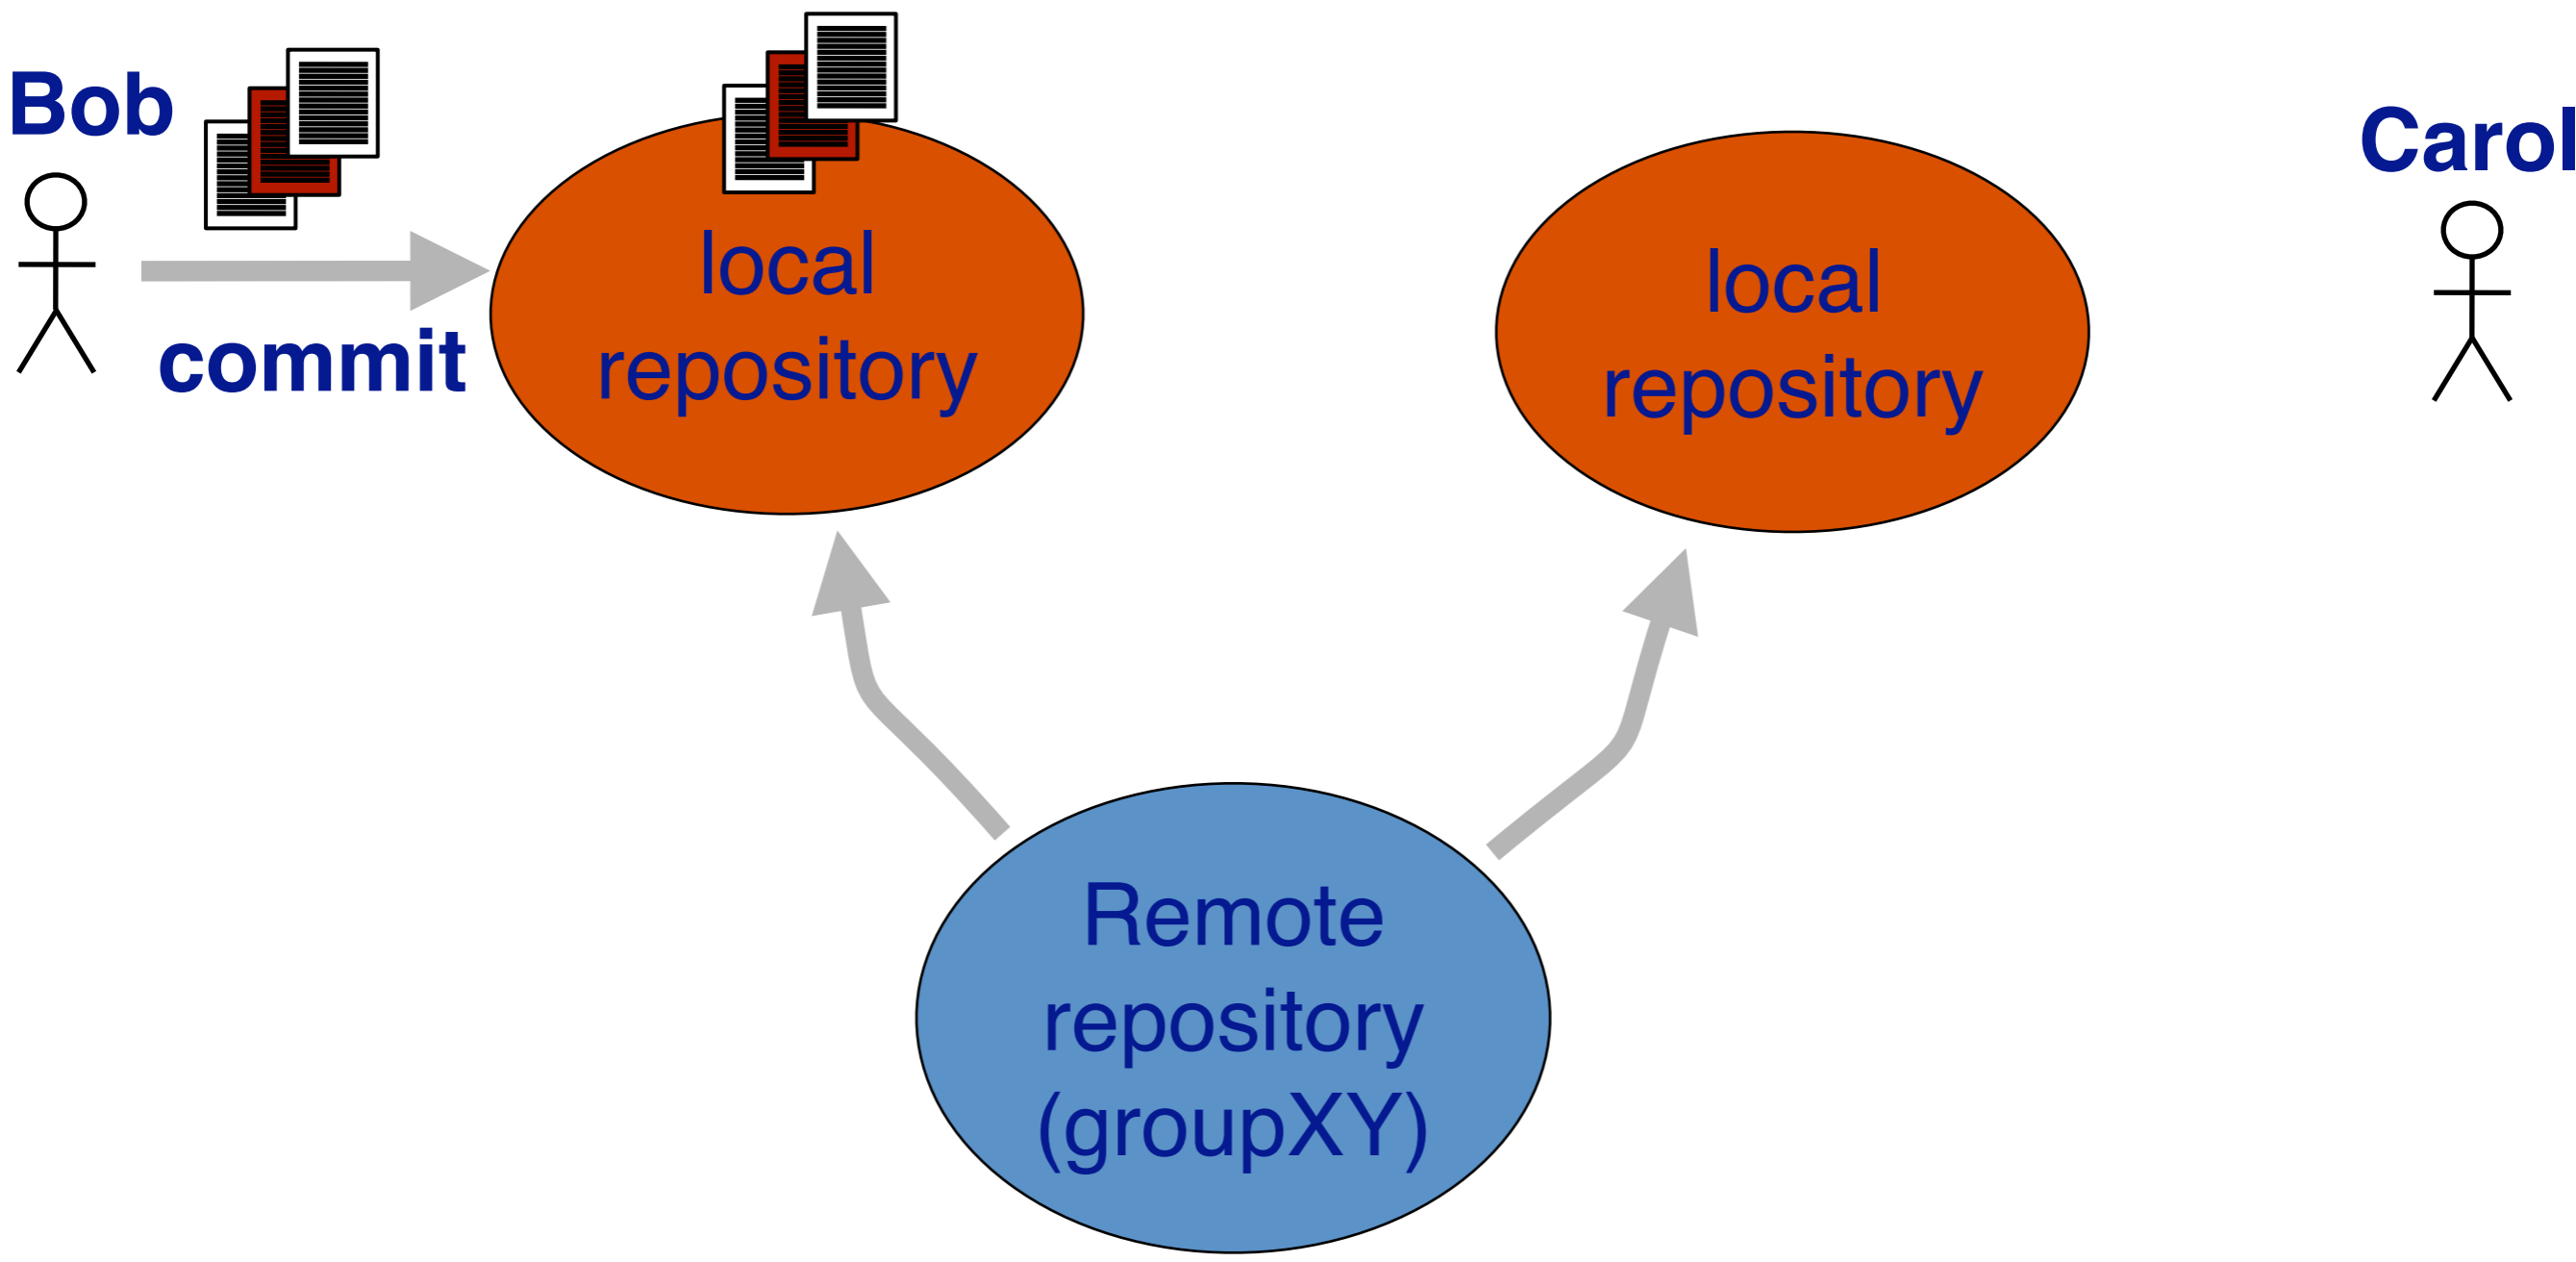 Bob
commit
local
repository
local
repository
Carol
Remote
repository
(groupXY)